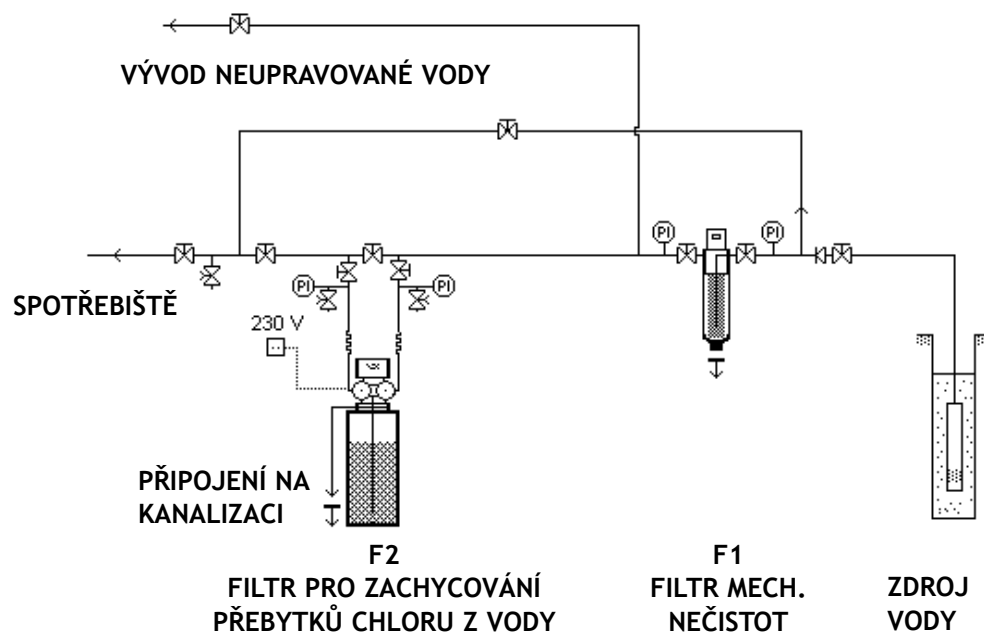 VÝVOD NEUPRAVOVANÉ VODY
PI
PI
SPOTŘEBIŠTĚ
PI
PI
230 V
PŘIPOJENÍ NA
KANALIZACI
F2
FILTR PRO ZACHYCOVÁNÍ
PŘEBYTKŮ CHLORU Z VODY
F1
FILTR MECH.
NEČISTOT
ZDROJ
VODY